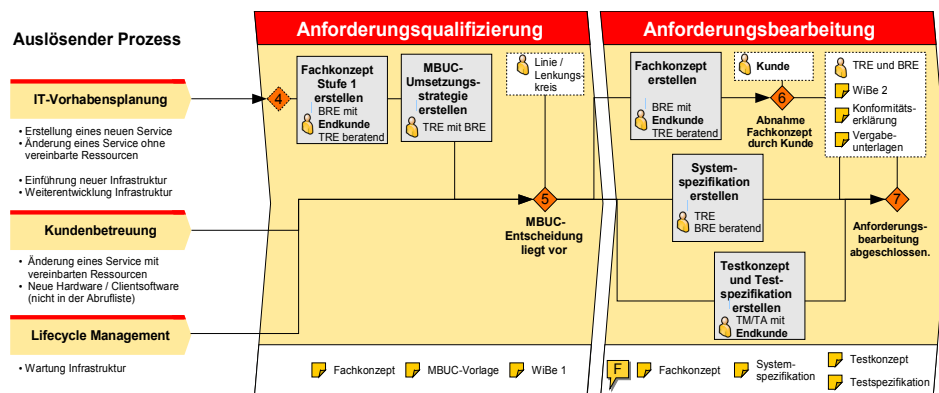 Auslösender Prozess
IT-Vorhabensplanung
• Erstellung eines neuen Service
• Änderung eines Service ohne
vereinbarte Ressourcen
• Einführung neuer Infrastruktur
• Weiterentwicklung Infrastruktur
Kundenbetreuung
• Änderung eines Service mit
vereinbarten Ressourcen
• Neue Hardware / Clientsoftware
(nicht in der Abrufliste)
Lifecycle Management
• Wartung Infrastruktur
Anforderungsqualifizierung
4
Fachkonzept
Stufe 1
erstellen
BRE mit
Endkunde
TRE beratend
MBUC-
Umsetzungs-
strategie
erstellen
TRE mit BRE
Linie /
Lenkungs-
kreis
5
MBUC-
Entscheidung
liegt vor
Fachkonzept
MBUC-Vorlage
WiBe 1
Anforderungsbearbeitung
Fachkonzept
erstellen
BRE mit
Endkunde
TRE beratend
Kunde
6
Abnahme
Fachkonzept
durch Kunde
TRE und BRE
WiBe 2
Konformitäts-
erklärung
Vergabe-
unterlagen
System-
spezifikation
erstellen
TRE
BRE beratend
7
Anforderungs-
bearbeitung
abgeschlossen.
Testkonzept
und Test-
spezifikation
erstellen
TM/TA mit
Endkunde
F
Fachkonzept
System-
spezifikation
Testkonzept
Testspezifikation